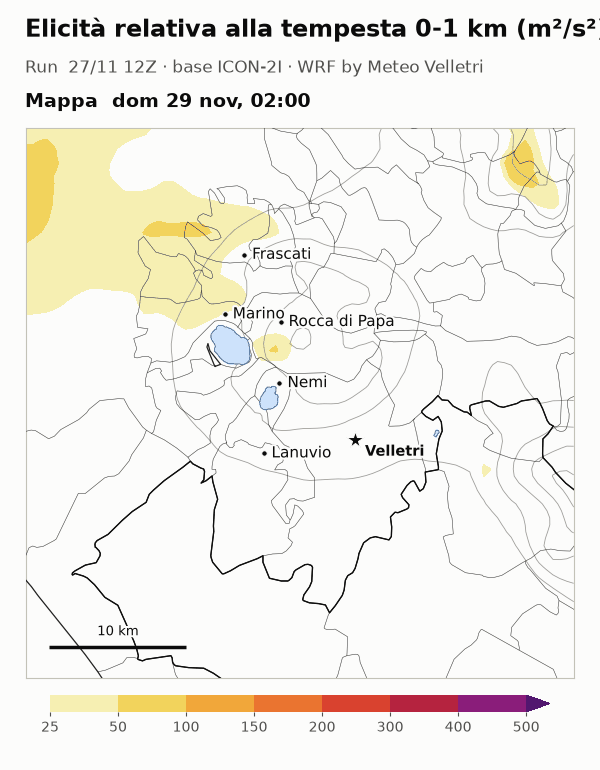 Elicità relativa alla tempesta 0-1 km (m²/s²)
Run 27/11 12Z · base ICON-2I · WRF by Meteo Velletri
Mappa dom 29 nov, 02:00
Frascati
Marino
Rocca di Papa
Nemi
Velletri
Lanuvio
10 km
25 50 100 150 200 300 400 500